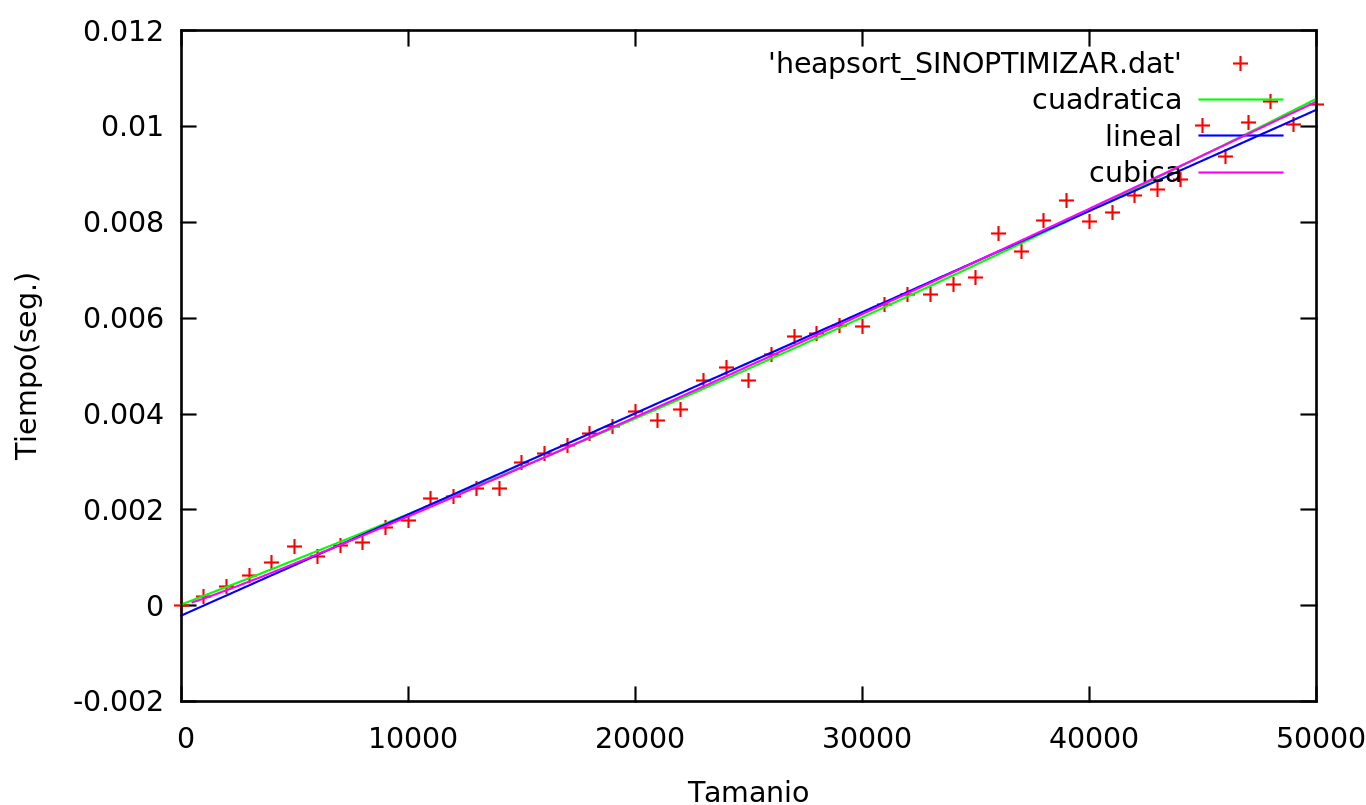 0.012
0.01
0.008
0.006
0.004
0.002
0
-0.002
Tiempo(seg.)
'heapsort_SINOPTIMIZAR.dat'
cuadratica
lineal
cubica
0 10000 20000 30000 40000 50000
Tamanio